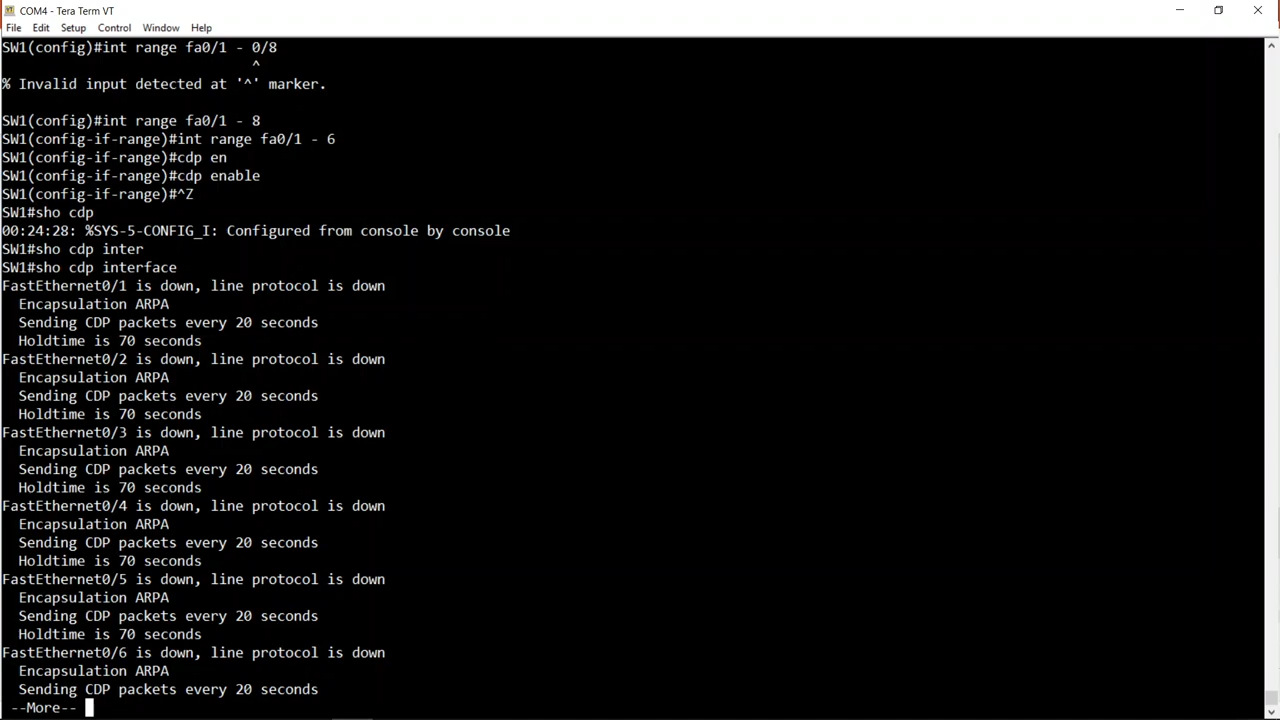 COM4 - Tera Term VT
File Edit Setup Control Window Help
SW1(config)#int range fa0/1 - 0/8
^
% Invalid input detected at '^' marker.
SW1(config)#int range fa0/1 - 8
SW1(config-if-range)#int range fa0/1 - 6
SW1(config-if-range)#cdp en
SW1(config-if-range)#cdp enable
SW1(config-if-range)#^Z
SW1#sho cdp
00:24:28: %SYS-5-CONFIG_I: Configured from console by console
SW1#sho cdp inter
SW1#sho cdp interface
FastEthernet0/1 is down, line protocol is down
Encapsulation ARPA
Sending CDP packets every 20 seconds
Holdtime is 70 seconds
FastEthernet0/2 is down, line protocol is down
Encapsulation ARPA
Sending CDP packets every 20 seconds
Holdtime is 70 seconds
FastEthernet0/3 is down, line protocol is down
Encapsulation ARPA
Sending CDP packets every 20 seconds
Holdtime is 70 seconds
FastEthernet0/4 is down, line protocol is down
Encapsulation ARPA
Sending CDP packets every 20 seconds
Holdtime is 70 seconds
FastEthernet0/5 is down, line protocol is down
Encapsulation ARPA
Sending CDP packets every 20 seconds
Holdtime is 70 seconds
FastEthernet0/6 is down, line protocol is down
Encapsulation ARPA
Sending CDP packets every 20 seconds
--More--